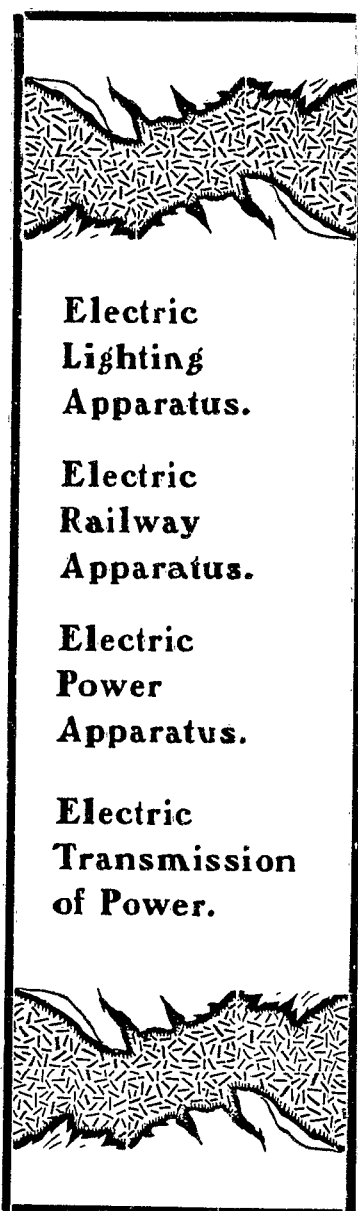 Electric
Lighting
Apparatus.
Electric
Railway
Apparatus.
Electric
Power
Apparatus.
Electric
Transmission
of Power.